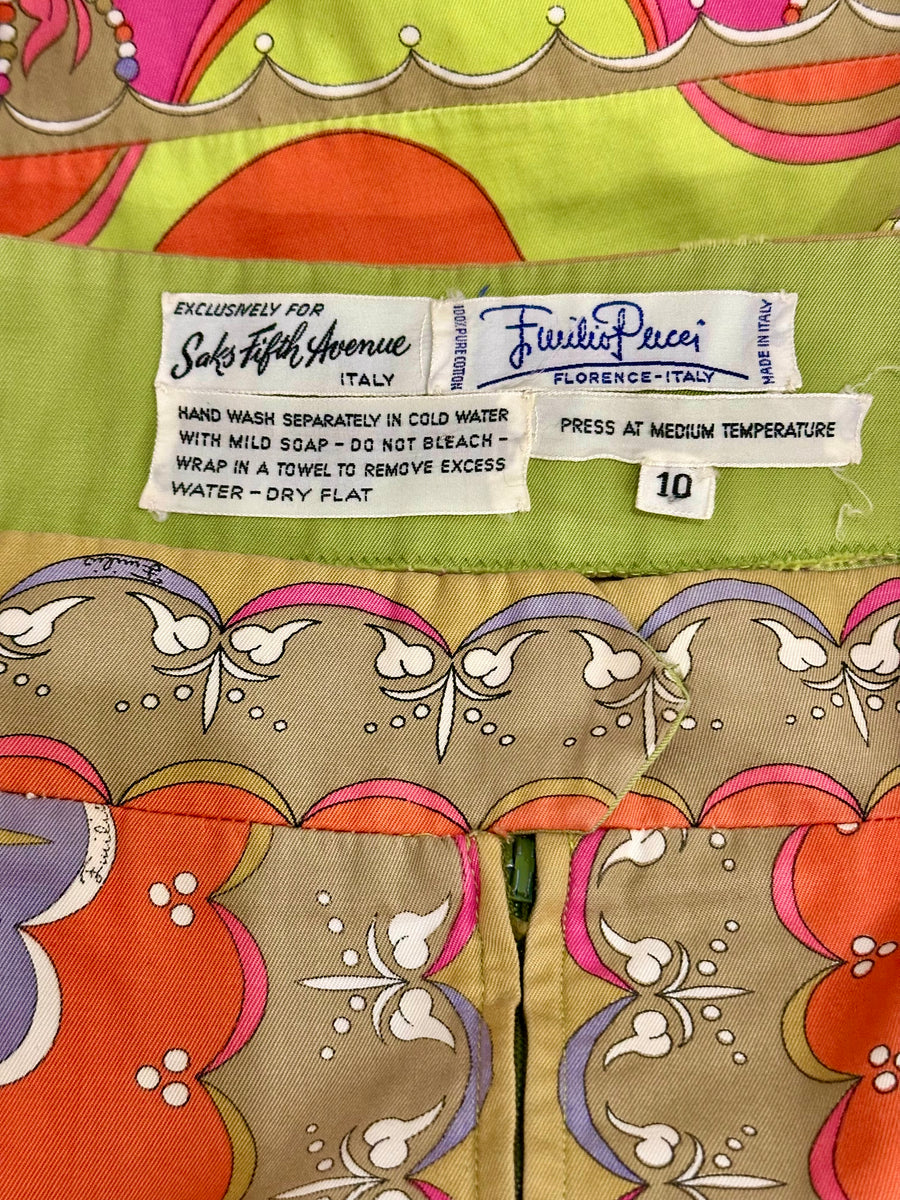 EXCLUSIVELY FOR
Saks Fifth Avenue
ITALY
100% PURE COTTON
Emilio Pucci
FLORENCE-ITALY
MADE IN ITALY
HAND WASH SEPARATELY IN COLD WATER
WITH MILD SOAP - DO NOT BLEACH -
WRAP IN A TOWEL TO REMOVE EXCESS
WATER - DRY FLAT
PRESS AT MEDIUM TEMPERATURE
10
Emilio
Emilio